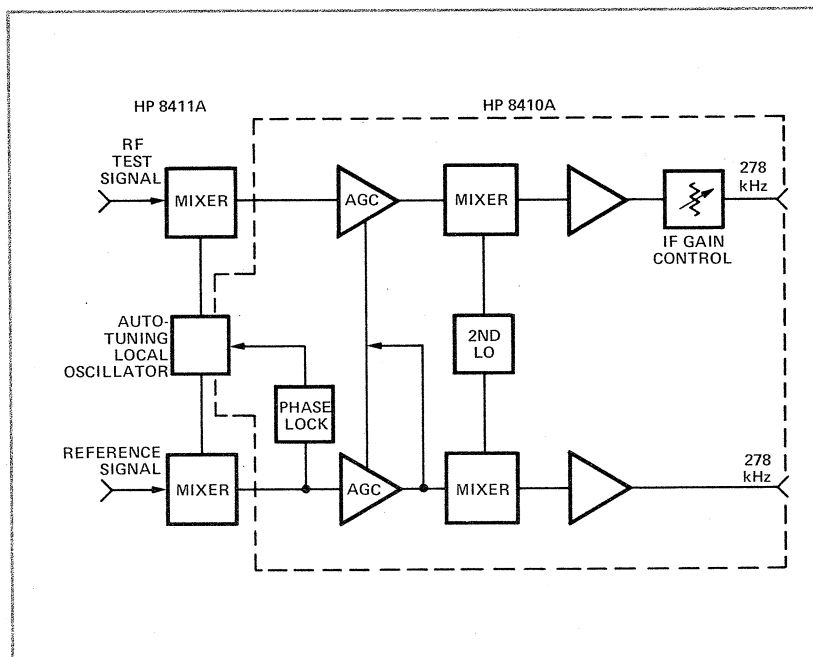 HP 8411A
HP 8410A
RF
TEST
SIGNAL
MIXER
AGC
MIXER
278
kHz
IF GAIN
CONTROL
AUTO-
TUNING
LOCAL
OSCILLATOR
2ND
LO
PHASE
LOCK
REFERENCE
SIGNAL
MIXER
AGC
MIXER
278
kHz